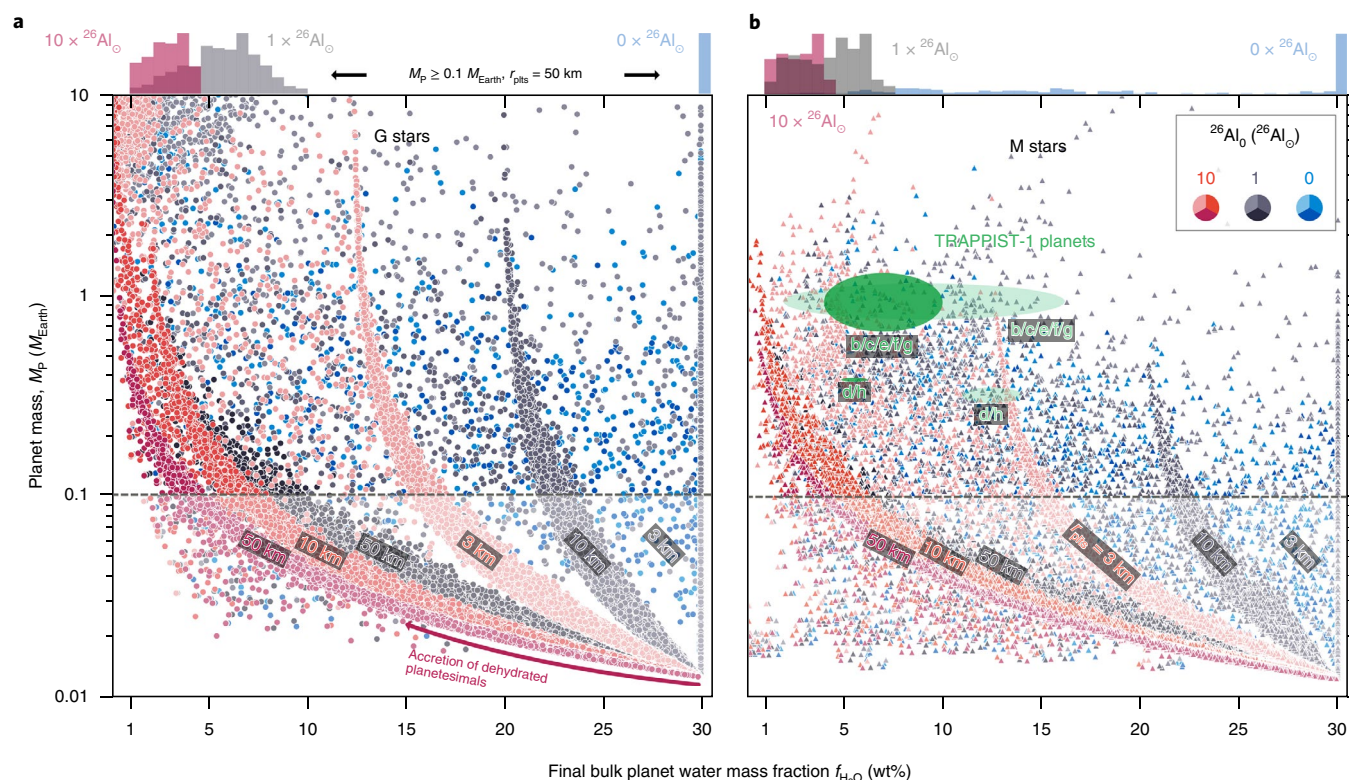 a
10 × ²⁶Al☉
1 × ²⁶Al☉
0 × ²⁶Al☉
M_P ≥ 0.1 M_Earth, r_plts = 50 km
G stars
50 km
10 km
50 km
3 km
10 km
3 km
Accretion of dehydrated
planetesimals
10
1
0.1
0.01
Planet mass, M_P (M_Earth)
1 5 10 15 20 25 30
b
1 × ²⁶Al☉
0 × ²⁶Al☉
10 × ²⁶Al☉
M stars
²⁶Al₀ (²⁶Al☉)
10 1 0
TRAPPIST-1 planets
b/c/e/f/g
b/c/e/f/g
d/h
d/h
50 km
10 km
50 km
r_plts = 3 km
10 km
3 km
1 5 10 15 20 25 30
Final bulk planet water mass fraction f_H₂O (wt%)